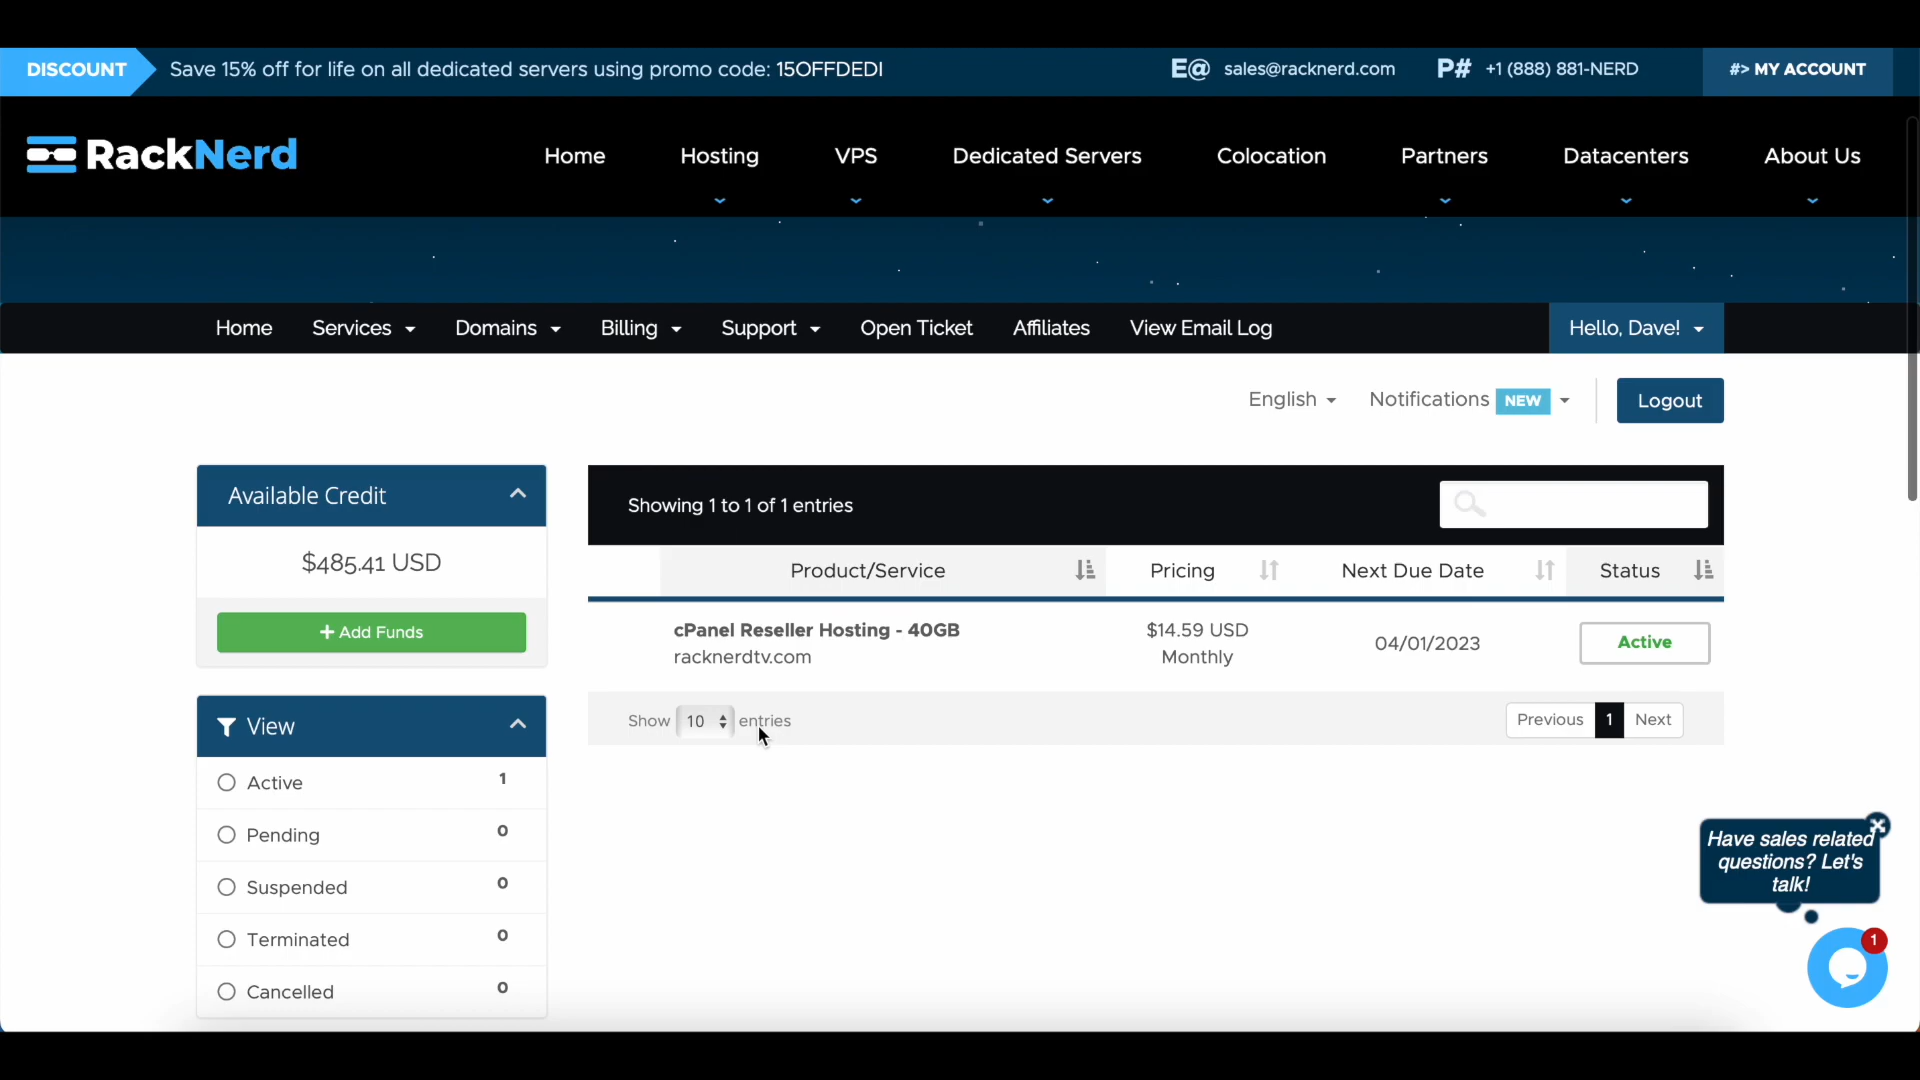 DISCOUNT Save 15% off for life on all dedicated servers using promo code: 15OFFDEDI E@ sales@racknerd.com P# +1 (888) 881-NERD #> MY ACCOUNT
RackNerd Home Hosting VPS Dedicated Servers Colocation Partners Datacenters About Us
Home Services Domains Billing Support Open Ticket Affiliates View Email Log Hello, Dave!
English Notifications NEW Logout
Available Credit
$485.41 USD
+ Add Funds
View
Active 1
Pending 0
Suspended 0
Terminated 0
Cancelled 0
Showing 1 to 1 of 1 entries
Product/Service Pricing Next Due Date Status
cPanel Reseller Hosting - 40GB $14.59 USD 04/01/2023 Active
racknerdtv.com Monthly
Show 10 entries Previous 1 Next
Have sales related
questions? Let's
talk!
1